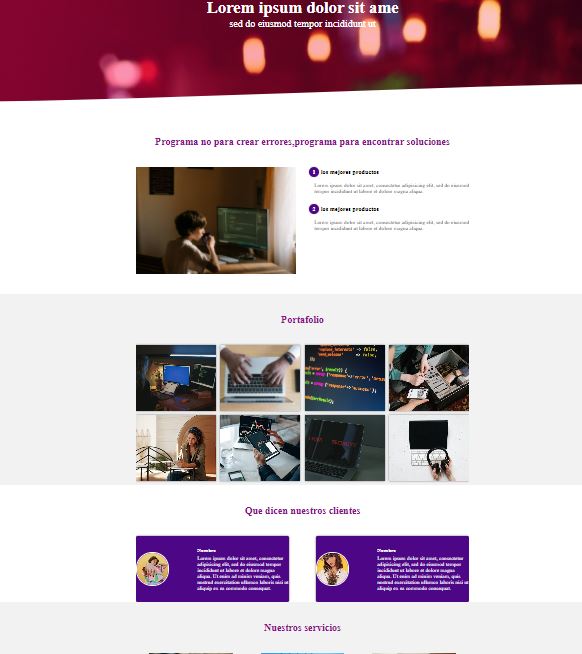 Lorem ipsum dolor sit ame
sed do eiusmod tempor incididunt ut
Programa no para crear errores,programa para encontrar soluciones
1 los mejores productos
Lorem ipsum dolor sit amet, consectetur adipisicing elit, sed do eiusmod
tempor incididunt ut labore et dolore magna aliqua.
2 los mejores productos
Lorem ipsum dolor sit amet, consectetur adipisicing elit, sed do eiusmod
tempor incididunt ut labore et dolore magna aliqua.
Portafolio
Que dicen nuestros clientes
Nombre
Lorem ipsum dolor sit amet, consectetur
adipisicing elit, sed do eiusmod tempor
incididunt ut labore et dolore magna
aliqua. Ut enim ad minim veniam, quis
nostrud exercitation ullamco laboris nisi ut
aliquip ex ea commodo consequat.
Nombre
Lorem ipsum dolor sit amet, consectetur
adipisicing elit, sed do eiusmod tempor
incididunt ut labore et dolore magna
aliqua. Ut enim ad minim veniam, quis
nostrud exercitation ullamco laboris nisi ut
aliquip ex ea commodo consequat.
Nuestros servicios